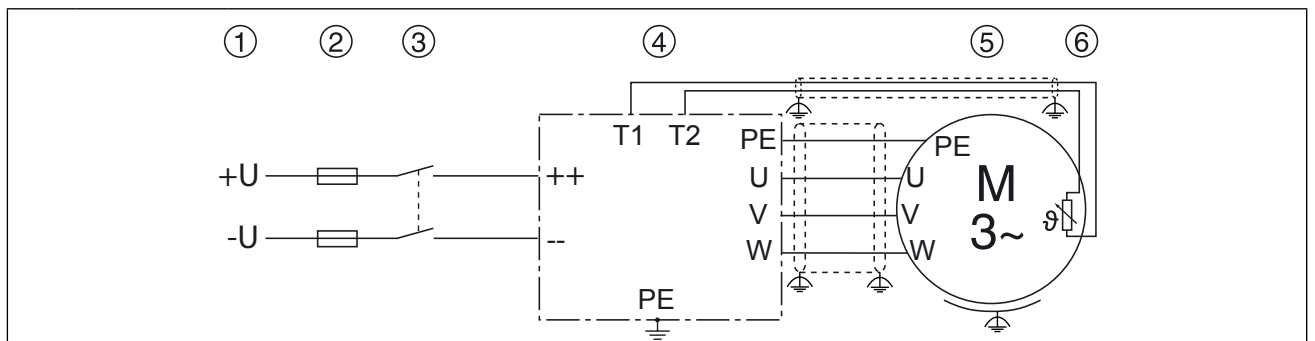 ① ② ③ ④ ⑤ ⑥
T1 T2
PE PE
+U ++ U U M
V V 3~
-U -- W W
ϑ
PE